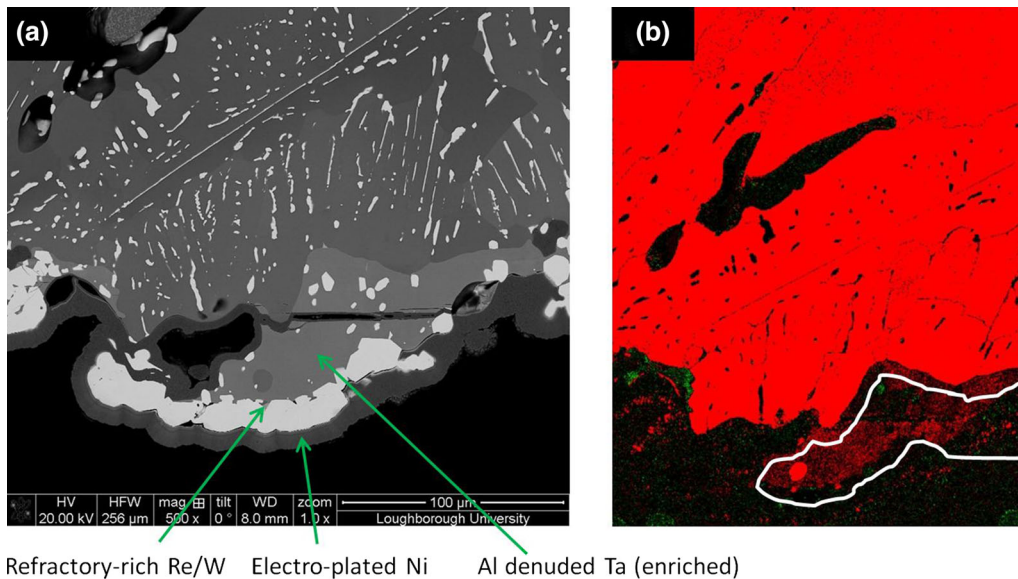 (a)
(b)
HV HFW mag ⊞ tilt WD zoom 100 µm
20.00 kV 256 µm 500 x 0° 8.0 mm 1.0 x Loughborough University
Refractory-rich Re/W Electro-plated Ni Al denuded Ta (enriched)